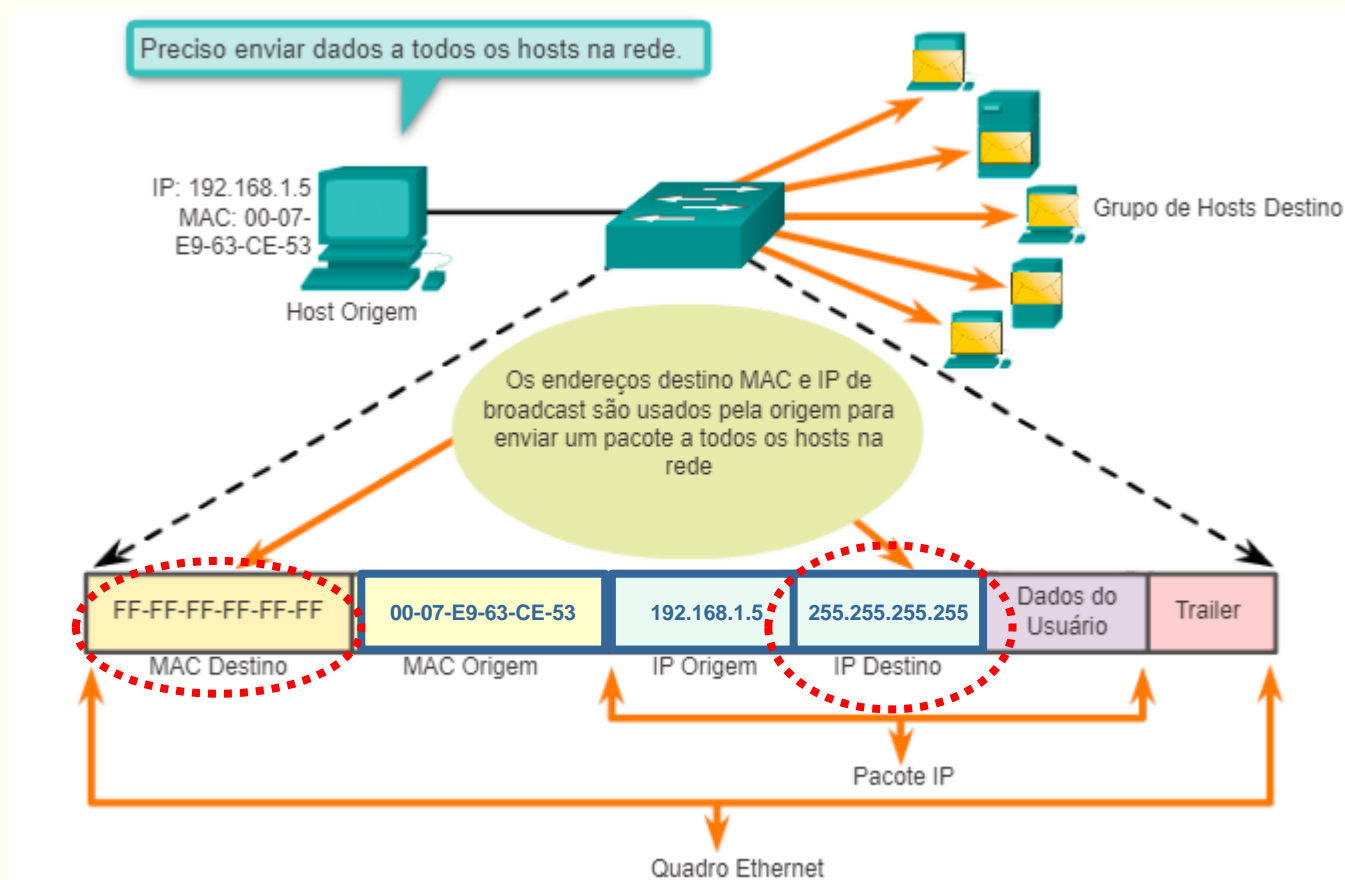 Preciso enviar dados a todos os hosts na rede.
IP: 192.168.1.5
MAC: 00-07-
E9-63-CE-53
Host Origem
Grupo de Hosts Destino
Os endereços destino MAC e IP de
broadcast são usados pela origem para
enviar um pacote a todos os hosts na
rede
FF-FF-FF-FF-FF-FF
00-07-E9-63-CE-53
192.168.1.5
255.255.255.255
Dados do
Usuário
Trailer
MAC Destino
MAC Origem
IP Origem
IP Destino
Pacote IP
Quadro Ethernet